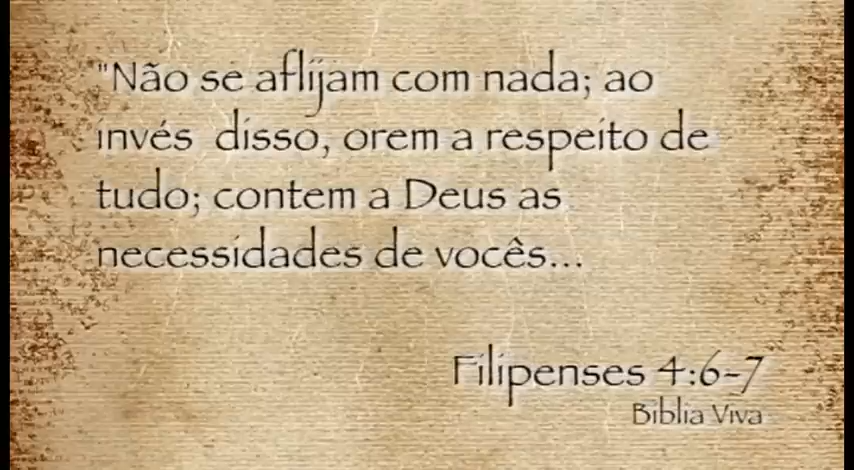 "Não se aflijam com nada; ao
invés disso, orem a respeito de
tudo; contem a Deus as
necessidades de vocês...
Filipenses 4:6-7
Bíblia Viva